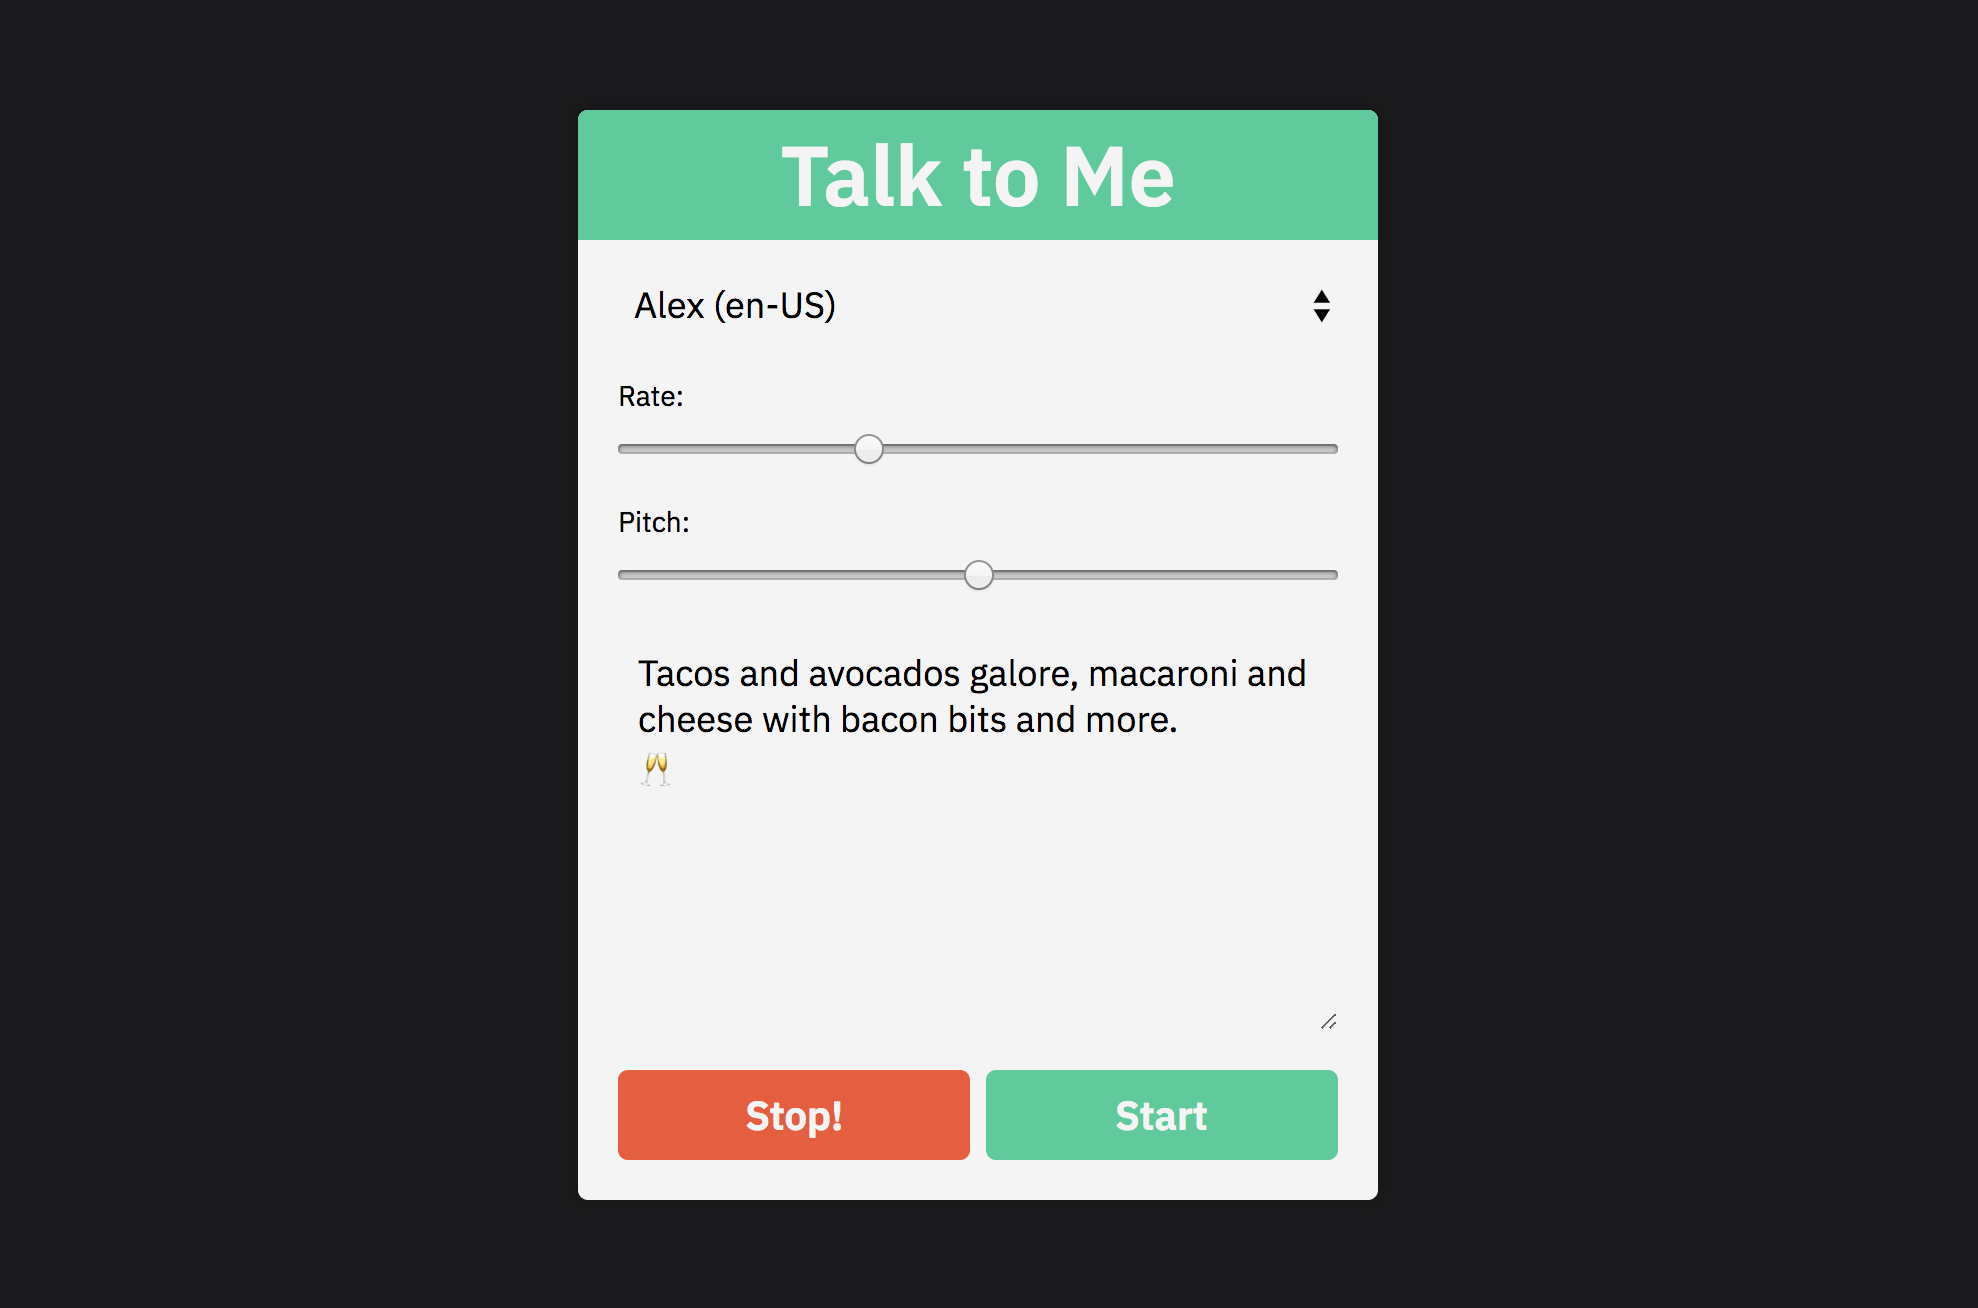 Talk to Me
Alex (en-US)
Rate:
Pitch:
Tacos and avocados galore, macaroni and
cheese with bacon bits and more.
🥂
Stop!
Start